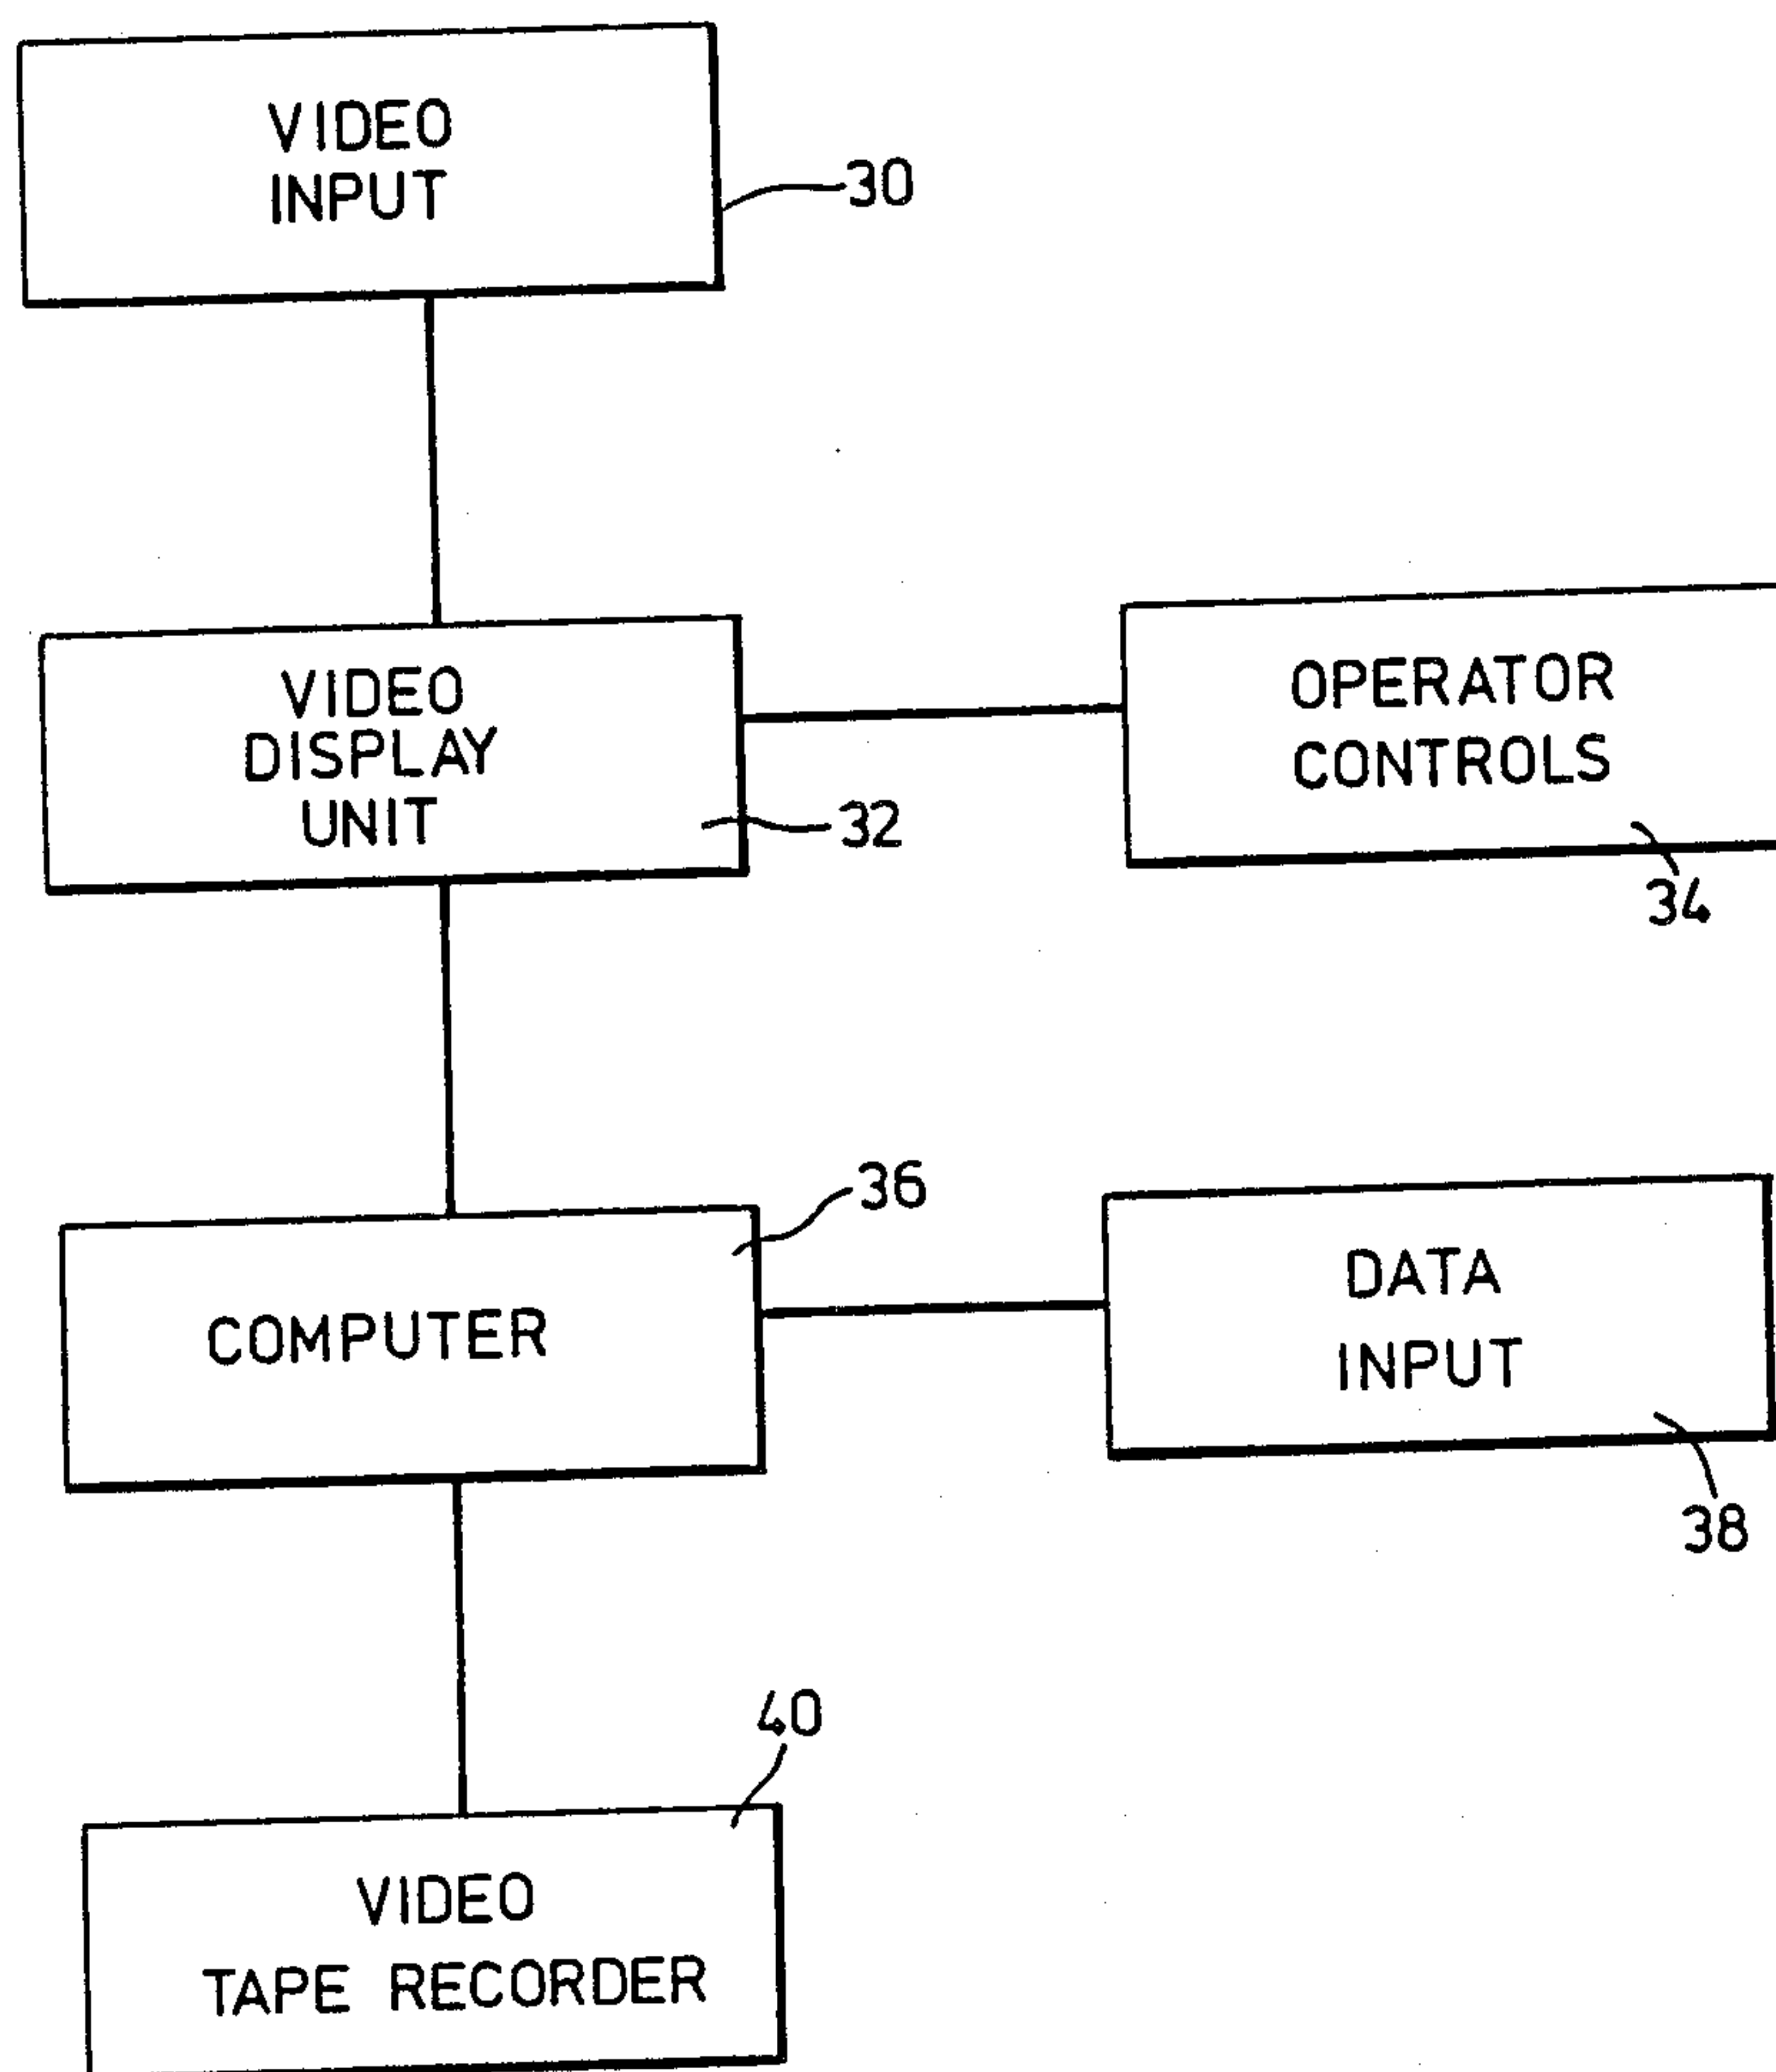 VIDEO
INPUT
30
VIDEO
DISPLAY
UNIT
32
OPERATOR
CONTROLS
34
36
COMPUTER
DATA
INPUT
38
40
VIDEO
TAPE RECORDER